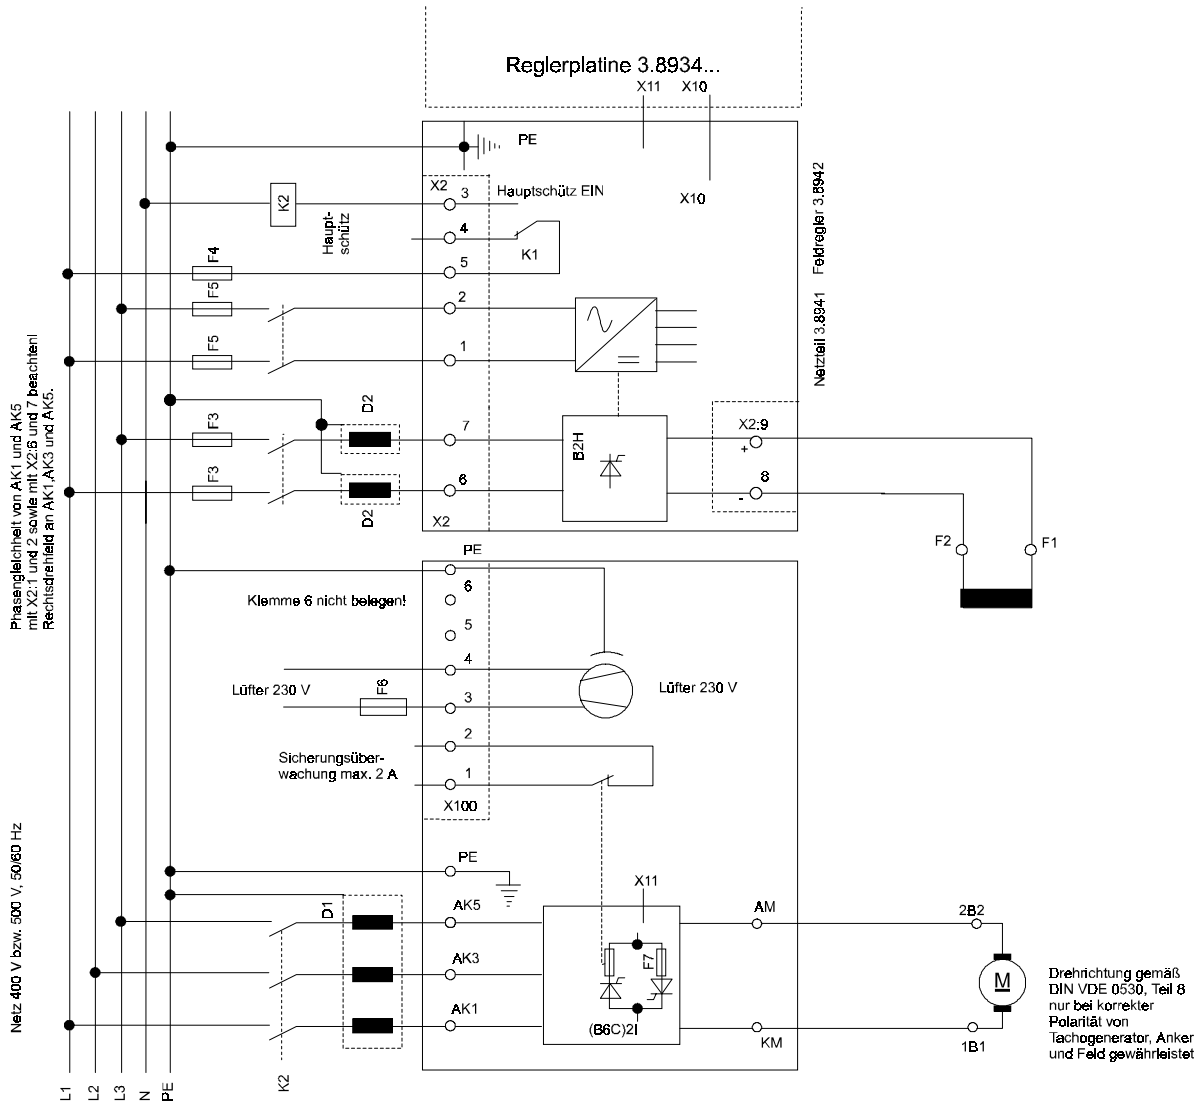 Reglerplatine 3.8934...
X11
X10
PE
X2
3
Hauptschütz EIN
X10
K2
Haupt-
schütz
4
K1
F4
5
F5
2
F5
1
Netzteil 3.8941 Feldregler 3.8942
Phasengleichheit von AK1 und AK5
mit X2:1 und 2 sowie mit X2:6 und 7 beachten!
Rechtsdrehfeld an AK1,AK3 und AK5.
D2
F3
7
B2H
X2:9
+
F3
6
8
-
D2
X2
F2
F1
PE
6
Klemme 6 nicht belegen!
5
4
Lüfter 230 V
F6
3
Lüfter 230 V
2
Sicherungsüber-
wachung max. 2 A
1
X100
Netz 400 V bzw. 500 V, 50/60 Hz
PE
X11
D1
AK5
AM
2B2
AK3
F7
M
AK1
(B6C)2I
KM
1B1
Drehrichtung gemäß
DIN VDE 0530, Teil 8
nur bei korrekter
Polarität von
Tachogenerator, Anker
und Feld gewährleistet
K2
L1
L2
L3
N
PE